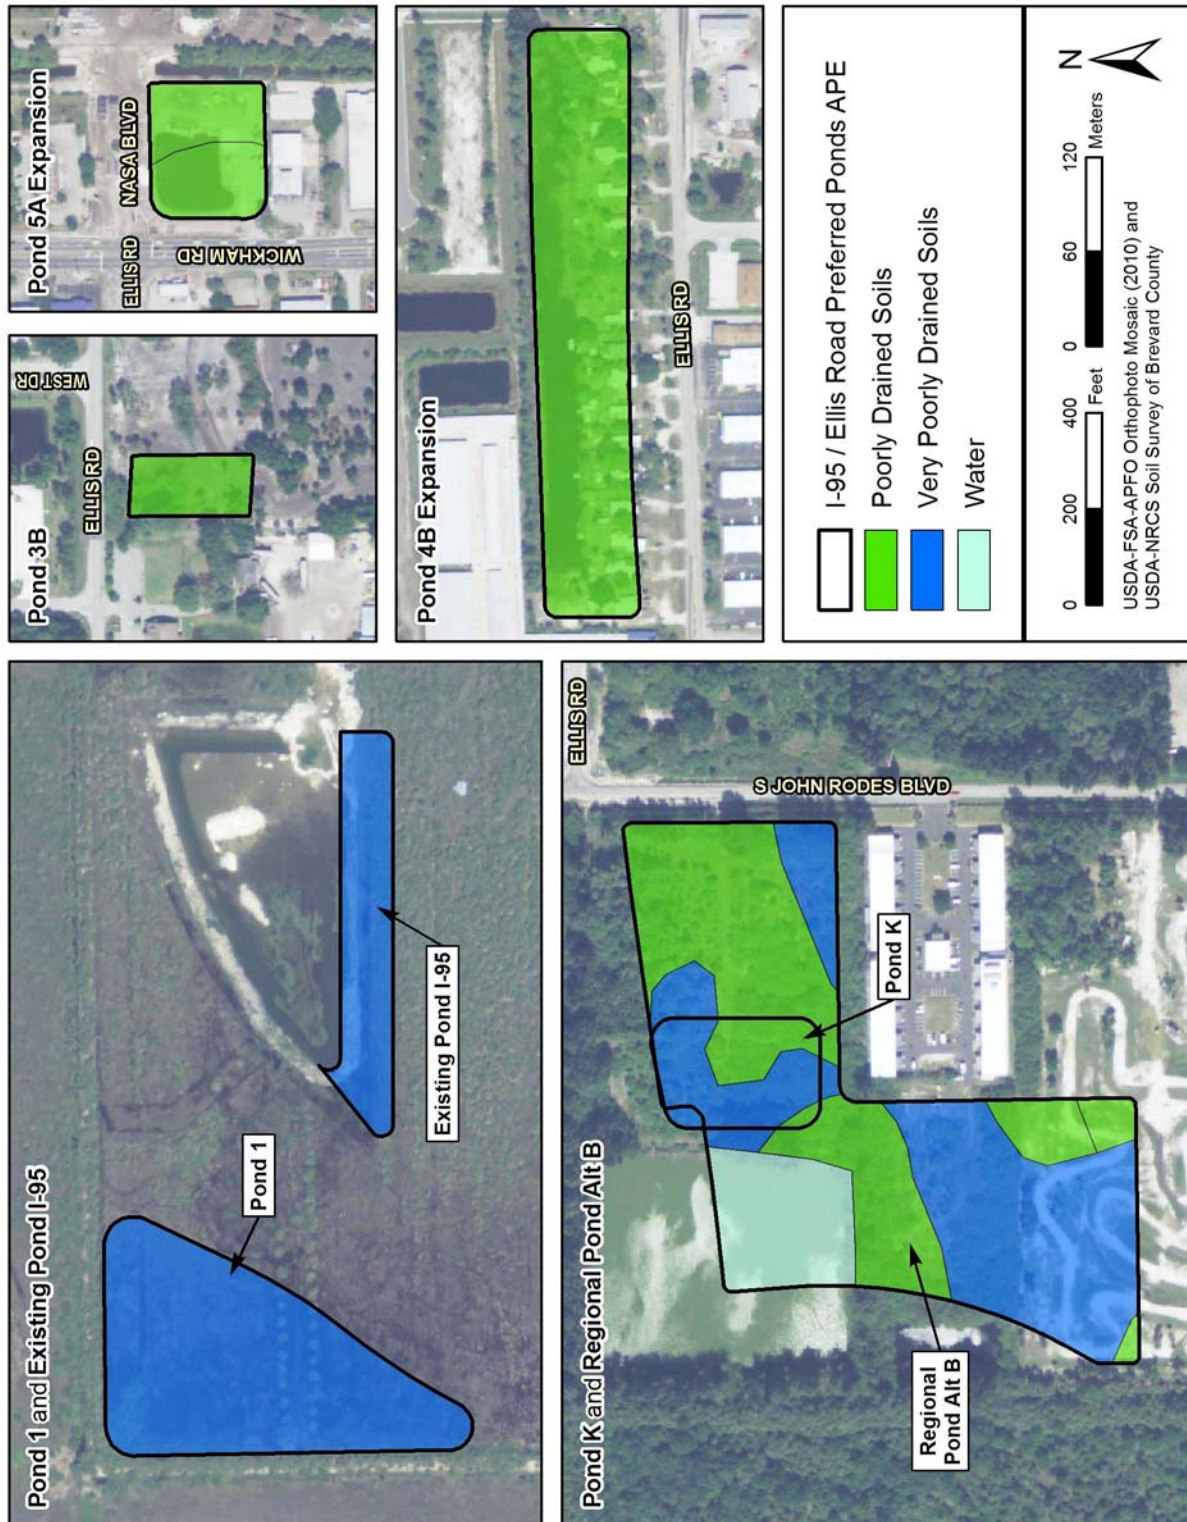 Pond 1 and Existing Pond I-95
Pond 1
Existing Pond I-95
Pond 3B
ELLIS RD
WEST DR
Pond 5A Expansion
ELLIS RD
NASA BLVD
WICKHAM RD
Pond K and Regional Pond Alt B
ELLIS RD
S JOHN RODES BLVD
Pond K
Regional
Pond Alt B
Pond 4B Expansion
ELLIS RD
I-95 / Ellis Road Preferred Ponds APE
Poorly Drained Soils
Very Poorly Drained Soils
Water
0 200 400
Feet
0 60 120
Meters
N
USDA-FSA-APFO Orthophoto Mosaic (2010) and
USDA-NRCS Soil Survey of Brevard County